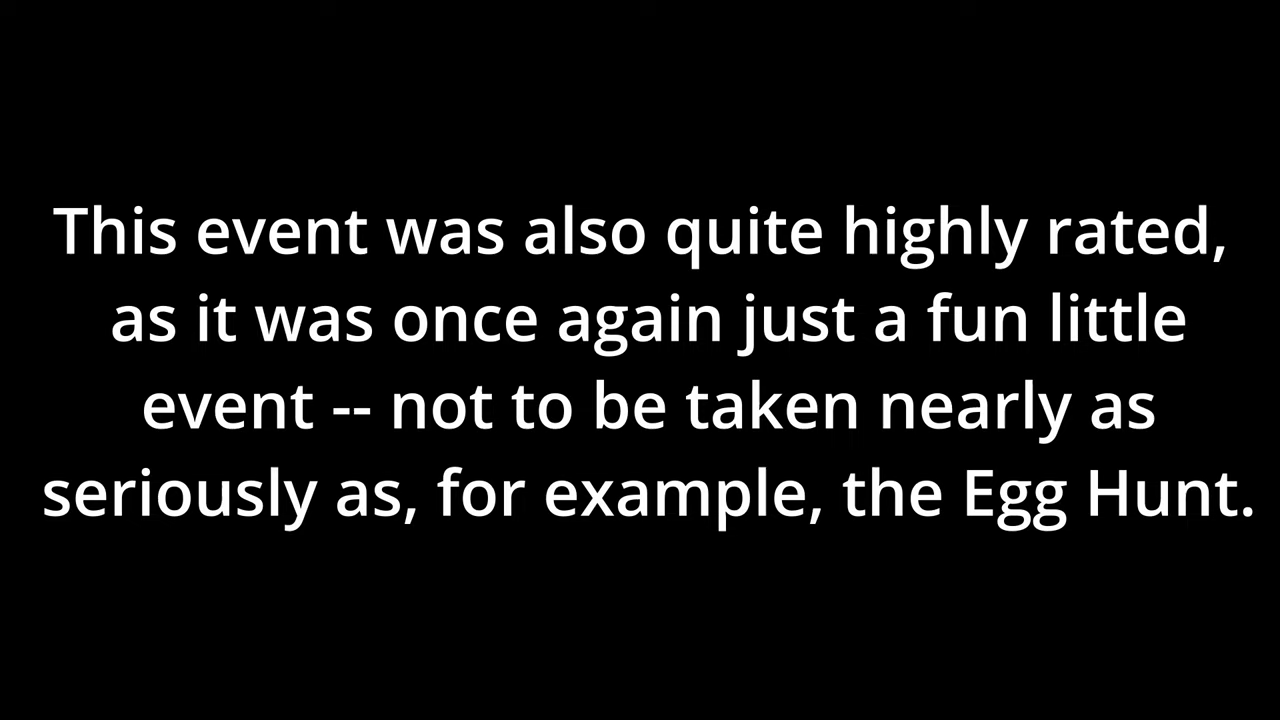 This event was also quite highly rated,
as it was once again just a fun little
event -- not to be taken nearly as
seriously as, for example, the Egg Hunt.